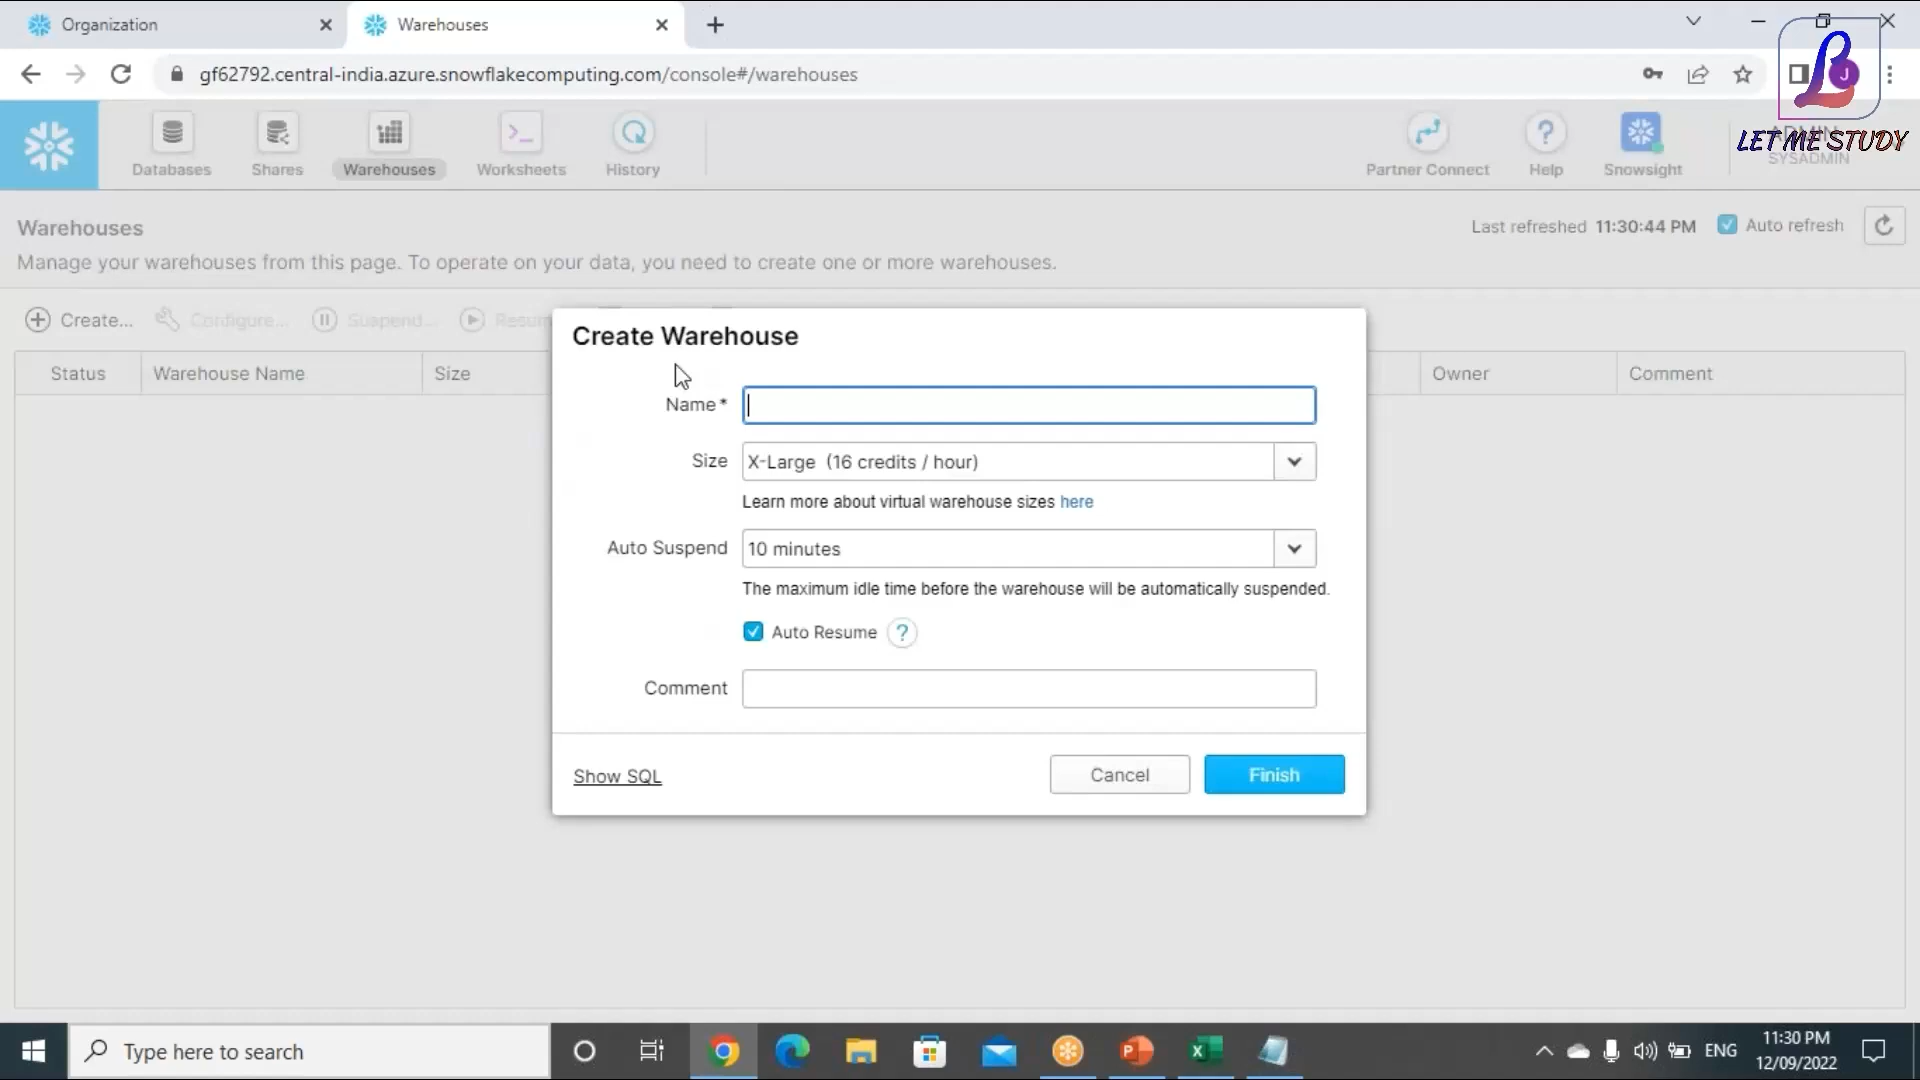 Organization
Warehouses
gf62792.central-india.azure.snowflakecomputing.com/console#/warehouses
J
LET ME STUDY
Databases
Shares
Warehouses
Worksheets
History
Partner Connect
Help
Snowsight
ADMIN
SYSADMIN
Warehouses
Last refreshed 11:30:44 PM
Auto refresh
Manage your warehouses from this page. To operate on your data, you need to create one or more warehouses.
Create...
Configure...
Suspend...
Status
Warehouse Name
Size
Owner
Comment
Create Warehouse
Name *
Size
X-Large (16 credits / hour)
Learn more about virtual warehouse sizes here
Auto Suspend
10 minutes
The maximum idle time before the warehouse will be automatically suspended.
Auto Resume ?
Comment
Show SQL
Cancel
Finish
Type here to search
ENG
11:30 PM
12/09/2022